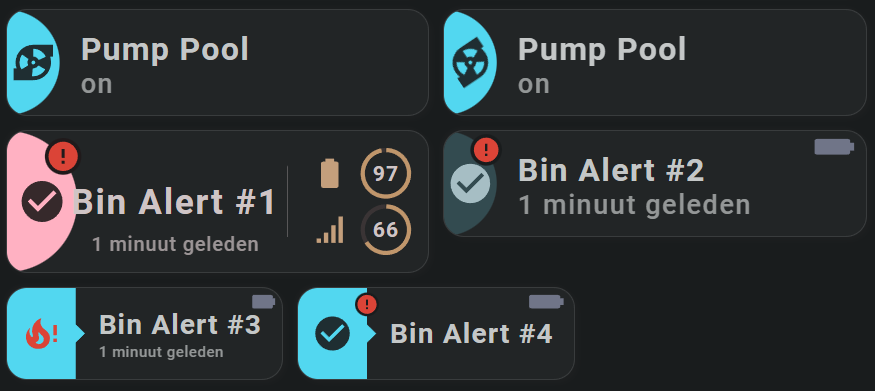 Pump Pool
on
Pump Pool
on
Bin Alert #1
1 minuut geleden
97
66
Bin Alert #2
1 minuut geleden
Bin Alert #3
1 minuut geleden
Bin Alert #4